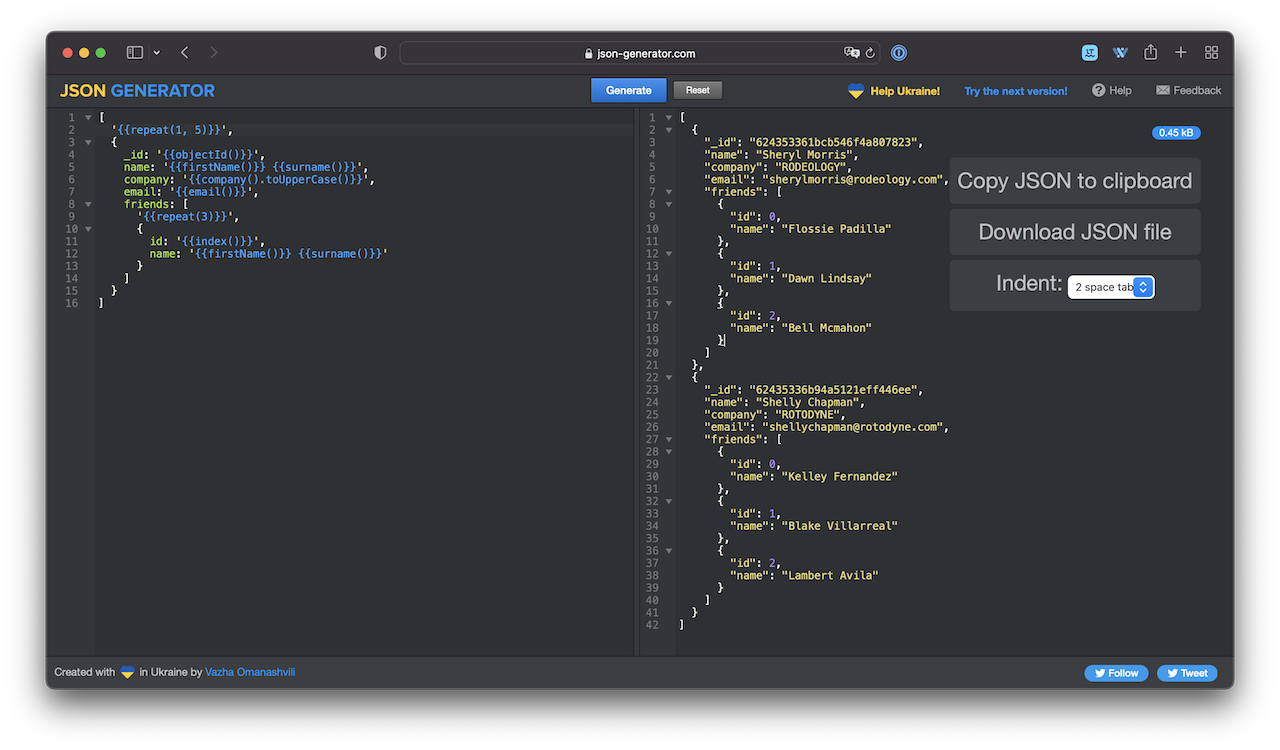 json-generator.com
JSON GENERATOR
Generate
Reset
Help Ukraine!
Try the next version!
Help
Feedback
1 [
2 '{{repeat(1, 5)}}',
3 {
4 _id: '{{objectId()}}',
5 name: '{{firstName()}} {{surname()}}',
6 company: '{{company().toUpperCase()}}',
7 email: '{{email()}}',
8 friends: [
9 '{{repeat(3)}}',
10 {
11 id: '{{index()}}',
12 name: '{{firstName()}} {{surname()}}'
13 }
14 ]
15 }
16 ]
1 [
2 {
3 "_id": "624353361bcb546f4a807823",
4 "name": "Sheryl Morris",
5 "company": "RODEOLOGY",
6 "email": "sherylmorris@rodeology.com",
7 "friends": [
8 {
9 "id": 0,
10 "name": "Flossie Padilla"
11 },
12 {
13 "id": 1,
14 "name": "Dawn Lindsay"
15 },
16 {
17 "id": 2,
18 "name": "Bell Mcmahon"
19 }
20 ]
21 },
22 {
23 "_id": "62435336b94a5121eff446ee",
24 "name": "Shelly Chapman",
25 "company": "ROTODYNE",
26 "email": "shellychapman@rotodyne.com",
27 "friends": [
28 {
29 "id": 0,
30 "name": "Kelley Fernandez"
31 },
32 {
33 "id": 1,
34 "name": "Blake Villarreal"
35 },
36 {
37 "id": 2,
38 "name": "Lambert Avila"
39 }
40 ]
41 }
42 ]
0.45 kB
Copy JSON to clipboard
Download JSON file
Indent: 2 space tab
Created with in Ukraine by Vazha Omanashvili
Follow
Tweet